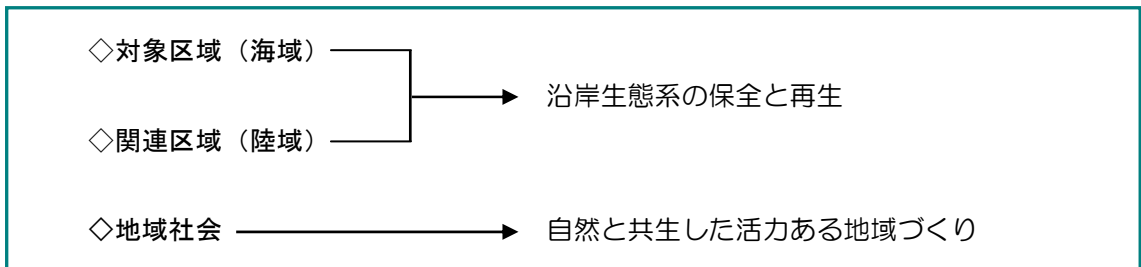 ◇対象区域（海域）
沿岸生態系の保全と再生
◇関連区域（陸域）
◇地域社会
自然と共生した活力ある地域づくり